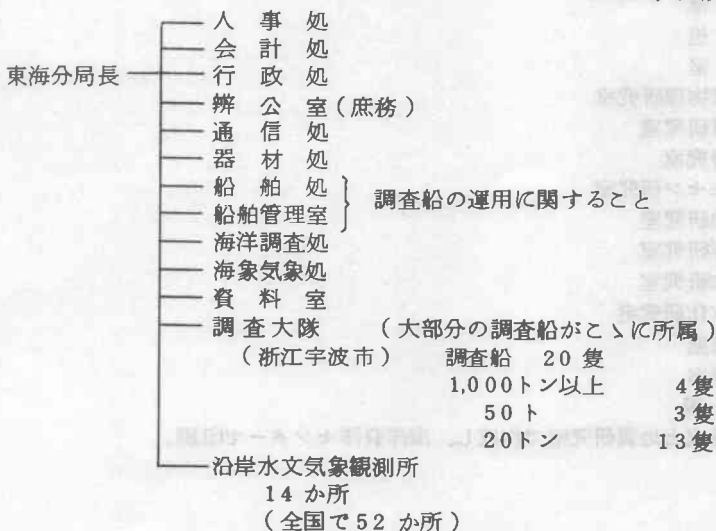 人事処
会計処
東海分局長
行政処
辨公室(庶務)
通信処
器材処
船舶処
調査船の運用に関すること
船舶管理室
海洋調査処
海象気象処
資料室
調査大隊 (大部分の調査船がこゝに所属)
(浙江宇波市) 調査船 20隻
1,000トン以上 4隻
50ト 3隻
20トン 13隻
沿岸水文気象観測所
14か所
(全国で52か所)